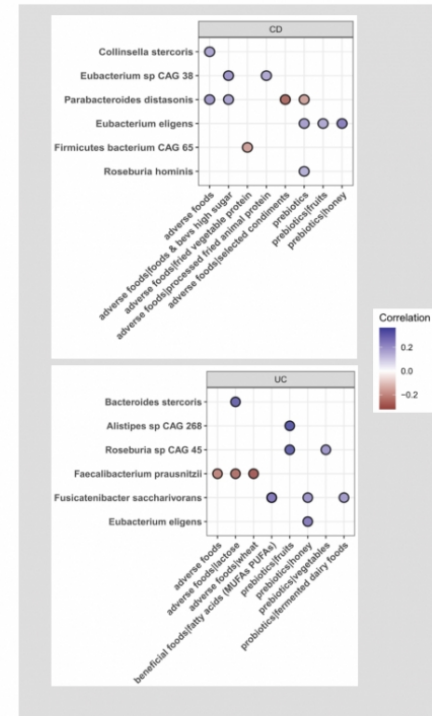 CD
Collinsella stercoris
Eubacterium sp CAG 38
Parabacteroides distasonis
Eubacterium eligens
Firmicutes bacterium CAG 65
Roseburia hominis
adverse foods
adverse foods|foods & bevs high sugar
adverse foods|fried vegetable protein
adverse foods|processed fried animal protein
adverse foods|selected condiments
prebiotics
prebiotics|fruits
prebiotics|honey
Correlation
0.2
0.0
−0.2
UC
Bacteroides stercoris
Alistipes sp CAG 268
Roseburia sp CAG 45
Faecalibacterium prausnitzii
Fusicatenibacter saccharivorans
Eubacterium eligens
adverse foods
adverse foods|lactose
adverse foods|wheat
beneficial foods|fatty acids (MUFAs PUFAs)
prebiotics|fruits
prebiotics|honey
prebiotics|vegetables
probiotics|fermented dairy foods